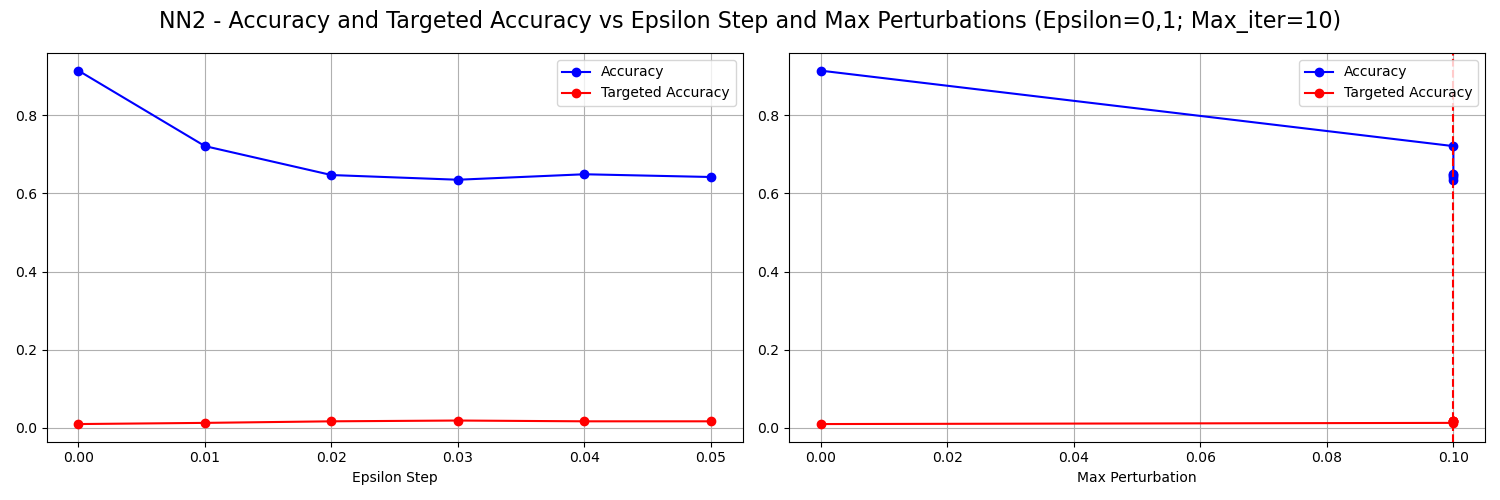 NN2 - Accuracy and Targeted Accuracy vs Epsilon Step and Max Perturbations (Epsilon=0,1; Max_iter=10)
Accuracy
Targeted Accuracy
0.8
0.6
0.4
0.2
0.0
0.00 0.01 0.02 0.03 0.04 0.05
Epsilon Step
Accuracy
Targeted Accuracy
0.8
0.6
0.4
0.2
0.0
0.00 0.02 0.04 0.06 0.08 0.10
Max Perturbation